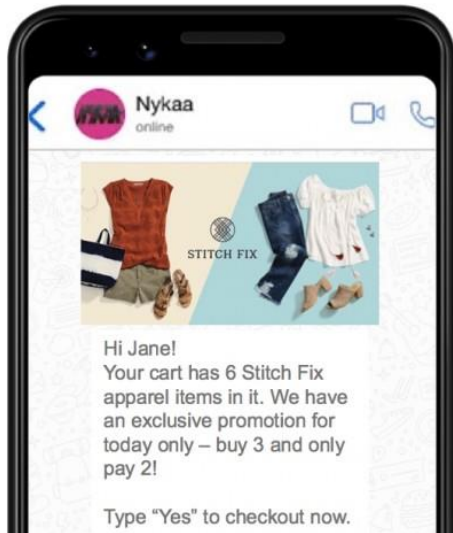 Nykaa
online
STITCH FIX
Hi Jane!
Your cart has 6 Stitch Fix
apparel items in it. We have
an exclusive promotion for
today only – buy 3 and only
pay 2!
Type “Yes” to checkout now.